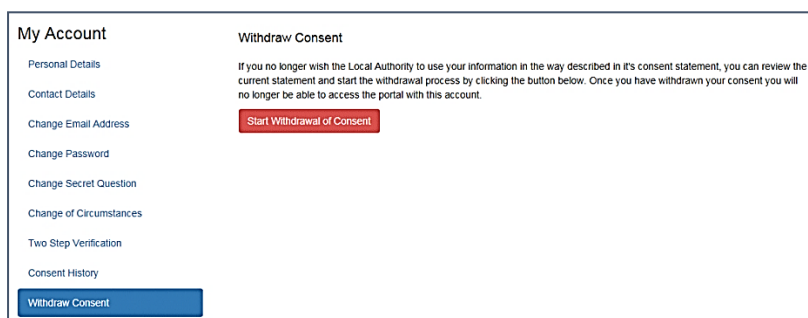 My Account
Personal Details
Contact Details
Change Email Address
Change Password
Change Secret Question
Change of Circumstances
Two Step Verification
Consent History
Withdraw Consent
Withdraw Consent
If you no longer wish the Local Authority to use your information in the way described in it's consent statement, you can review the
current statement and start the withdrawal process by clicking the button below. Once you have withdrawn your consent you will
no longer be able to access the portal with this account.
Start Withdrawal of Consent